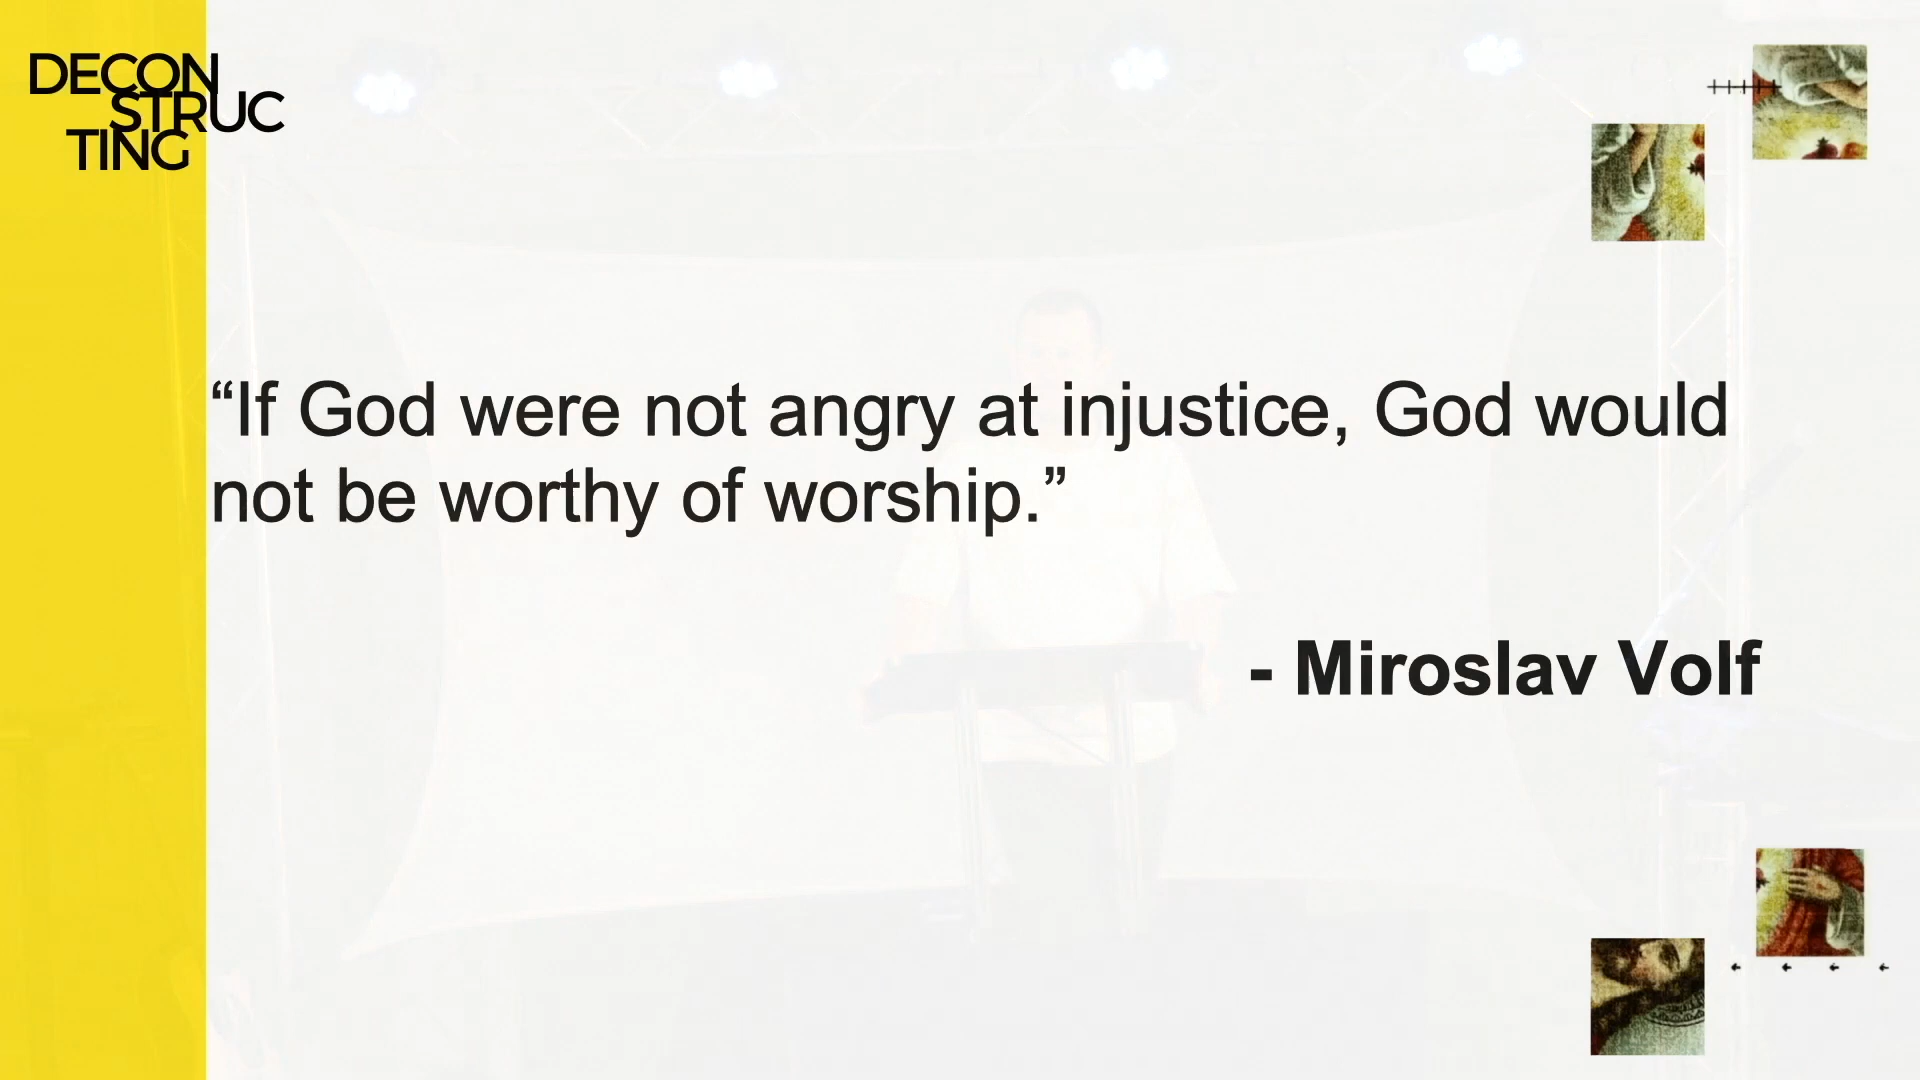 DECON
STRUC
TING
“If God were not angry at injustice, God would
not be worthy of worship.”
- Miroslav Volf